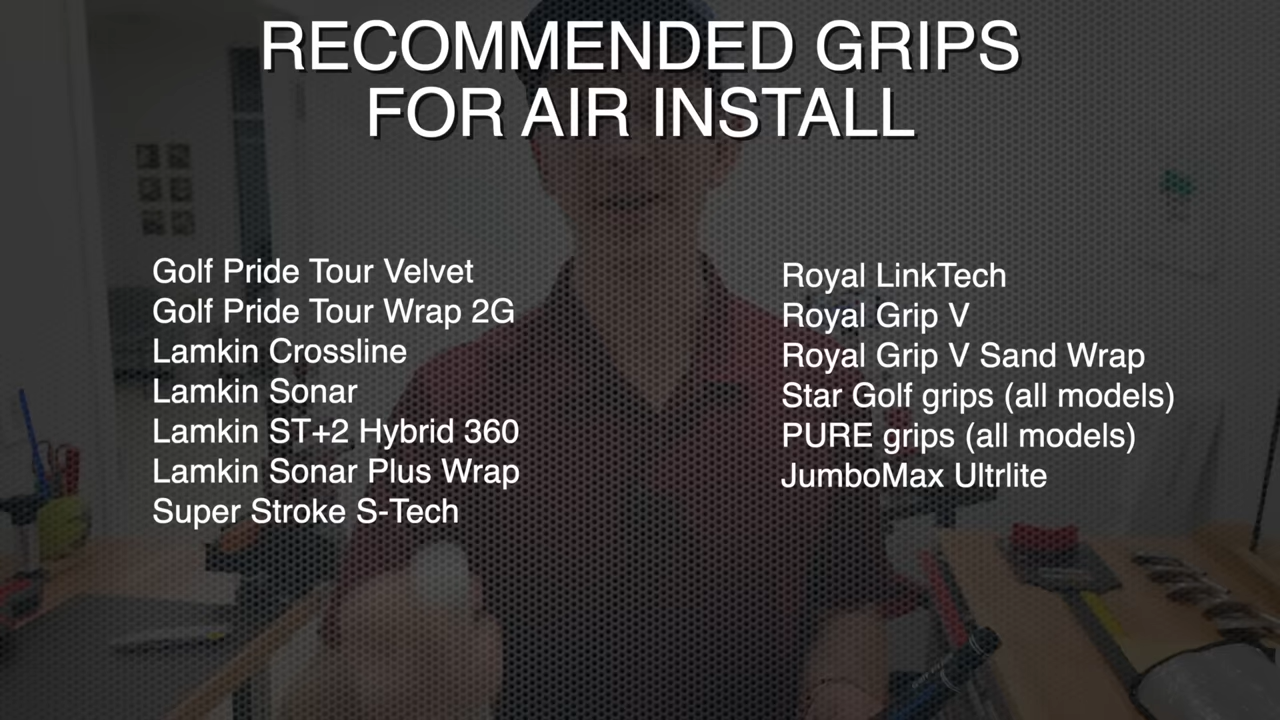 RECOMMENDED GRIPS
FOR AIR INSTALL
Golf Pride Tour Velvet
Golf Pride Tour Wrap 2G
Lamkin Crossline
Lamkin Sonar
Lamkin ST+2 Hybrid 360
Lamkin Sonar Plus Wrap
Super Stroke S-Tech
Royal LinkTech
Royal Grip V
Royal Grip V Sand Wrap
Star Golf grips (all models)
PURE grips (all models)
JumboMax Ultrlite